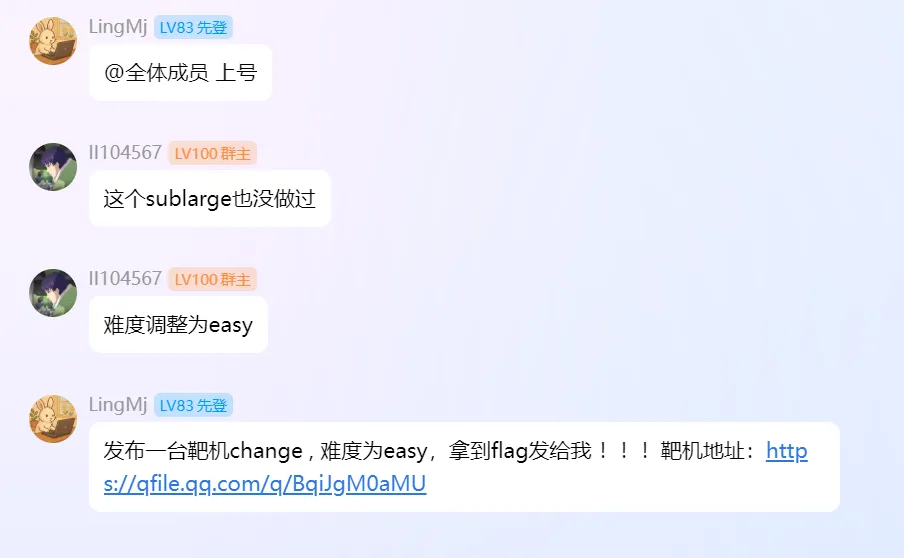 LingMj LV83 先登
@全体成员 上号
ll104567 LV100 群主
这个sublarge也没做过
ll104567 LV100 群主
难度调整为easy
LingMj LV83 先登
发布一台靶机change , 难度为easy，拿到flag发给我！！！靶机地址：http
s://qfile.qq.com/q/BqiJgM0aMU